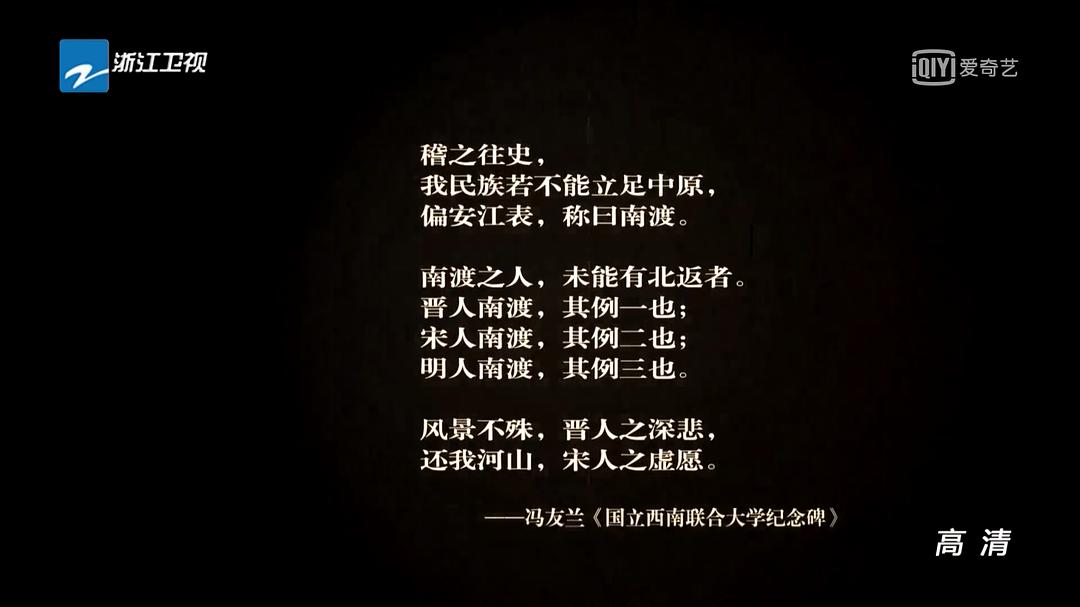 浙江卫视
iQIYI爱奇艺
稽之往史，
我民族若不能立足中原，
偏安江表，称曰南渡。
南渡之人，未能有北返者。
晋人南渡，其例一也；
宋人南渡，其例二也；
明人南渡，其例三也。
风景不殊，晋人之深悲，
还我河山，宋人之虚愿。
——冯友兰《国立西南联合大学纪念碑》
高清